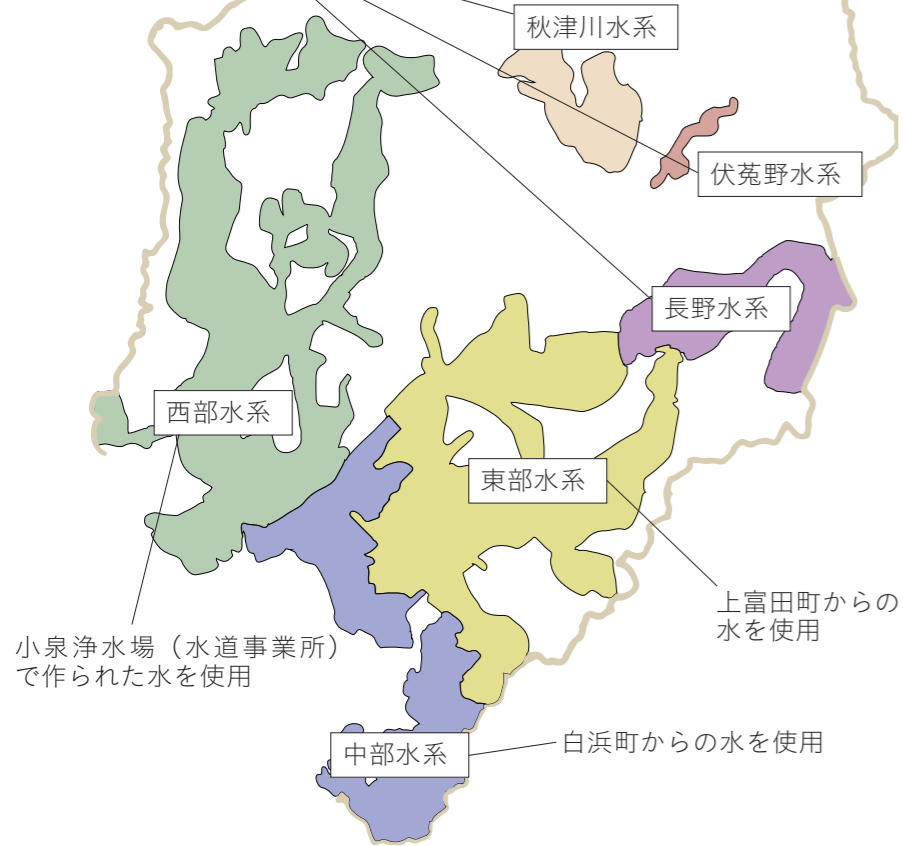 秋津川水系
伏菟野水系
長野水系
西部水系
東部水系
上富田町からの
水を使用
小泉浄水場（水道事業所）
で作られた水を使用
中部水系
白浜町からの水を使用